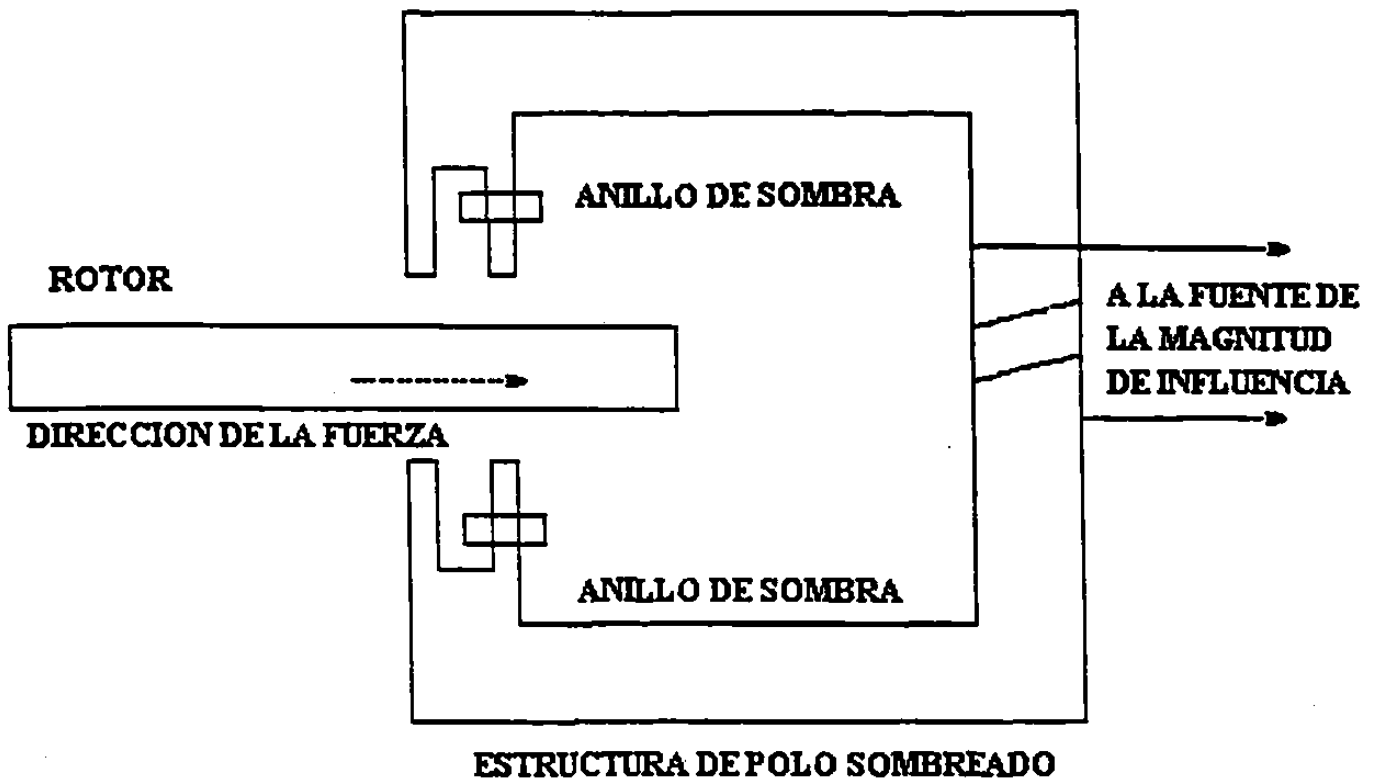 ANILLO DE SOMBRA
ROTOR
A LA FUENTE DE
LA MAGNITUD
DE INFLUENCIA
DIRECCION DE LA FUERZA
ANILLO DE SOMBRA
ESTRUCTURA DE POLO SOMBREADO